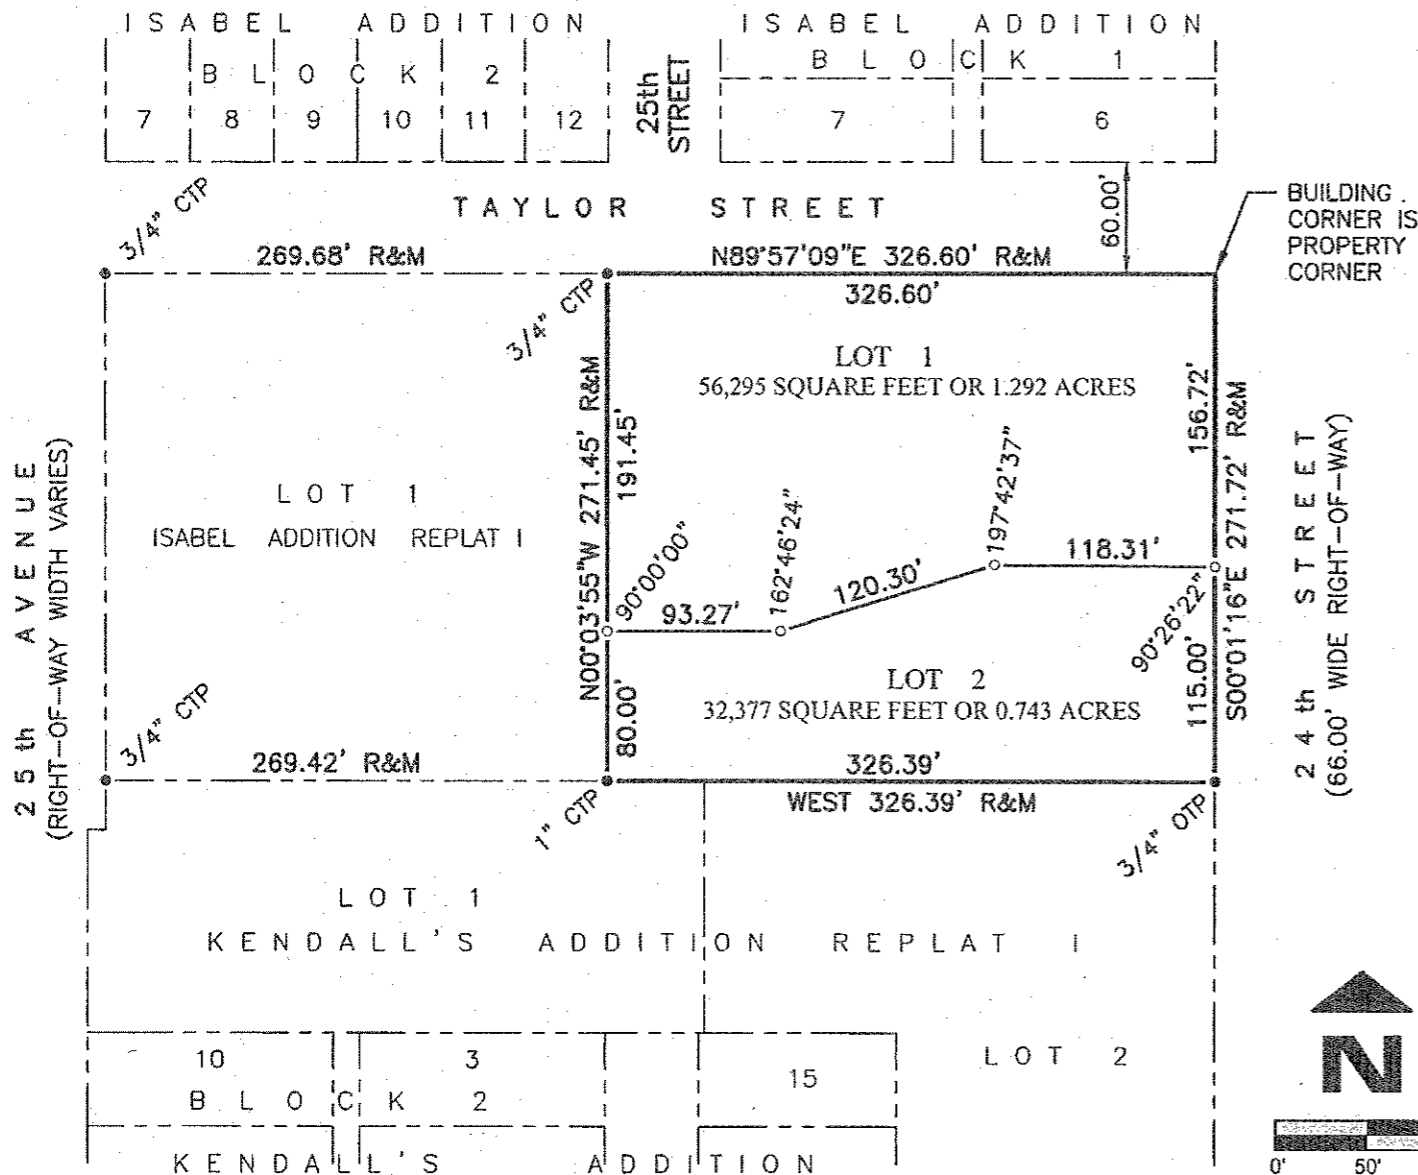 ISABEL ADDITION
BLOCK 2
7 8 9 10 11 12
25th
STREET
ISABEL ADDITION
BLOCK 1
7 6
TAYLOR STREET
60.00'
BUILDING
CORNER IS
PROPERTY
CORNER
3/4" CTP
269.68' R&M
3/4" CTP
N89°57'09"E 326.60' R&M
326.60'
LOT 1
56,295 SQUARE FEET OR 1.292 ACRES
N00°03'55"W 271.45' R&M
191.45'
156.72'
S00°01'16"E 271.72' R&M
25th AVENUE
(RIGHT-OF-WAY WIDTH VARIES)
LOT 1
ISABEL ADDITION REPLAT I
90°00'00"
93.27'
162°46'24"
120.30'
197°42'37"
118.31'
90°26'22"
24th STREET
(66.00' WIDE RIGHT-OF-WAY)
80.00'
LOT 2
32,377 SQUARE FEET OR 0.743 ACRES
115.00'
3/4" CTP
269.42' R&M
326.39'
WEST 326.39' R&M
1" CTP
3/4" OTP
LOT 1
KENDALL'S ADDITION REPLAT I
10 3
BLOCK 2
15
LOT 2
KENDALL'S ADDITION
N
0' 50'